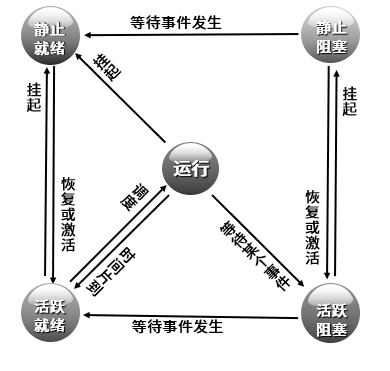 等待事件发生
静止
就绪
静止
阻塞
挂起
挂起
挂起
运行
恢复或激活
调度
时间片到
等待某个事件
恢复或激活
活跃
就绪
等待事件发生
活跃
阻塞